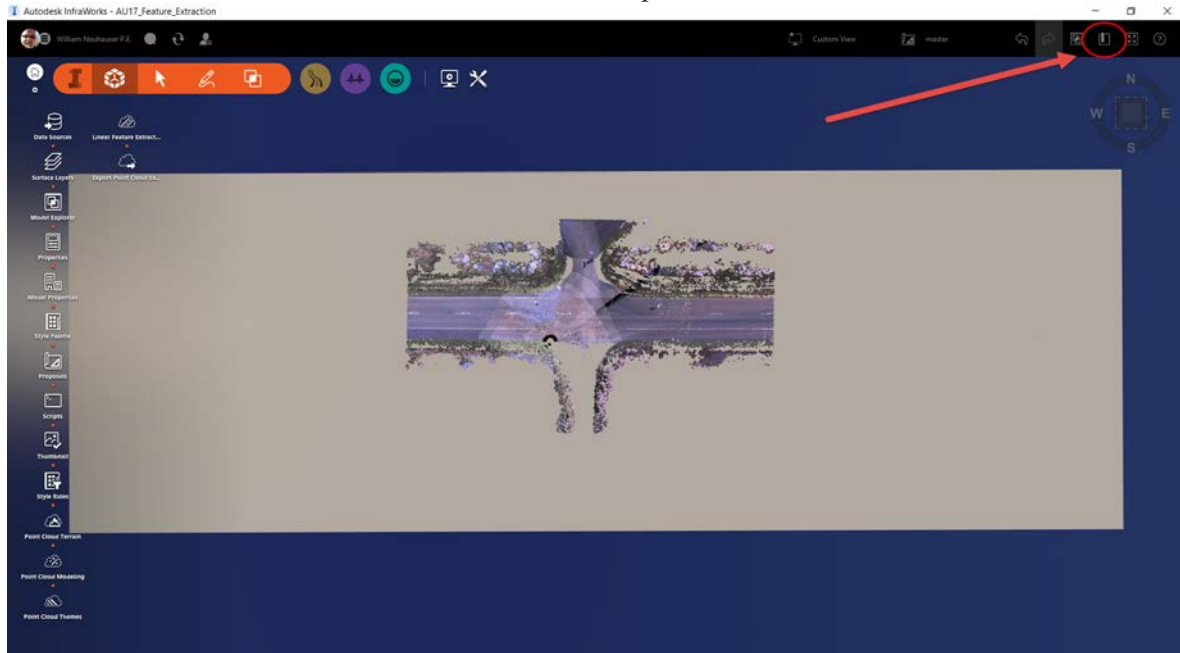 Autodesk InfraWorks - AU17_Feature_Extraction
William Neuhauser P.E.
Custom View
master
N
W
E
S
Data Sources
Linear Feature Extract...
Surface Layers
Export Point Cloud Ex...
Model Explorer
Properties
Model Properties
Style Palette
Proposals
Scripts
Thumbnail
Style Rules
Point Cloud Terrain
Point Cloud Modeling
Point Cloud Themes